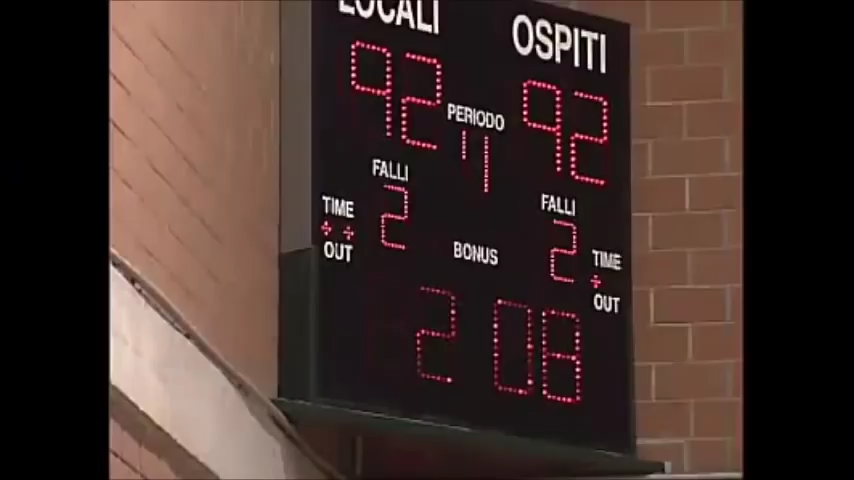 LOCALI OSPITI
92 PERIODO 92
4
FALLI FALLI
2 2
TIME TIME
OUT BONUS OUT
2 08